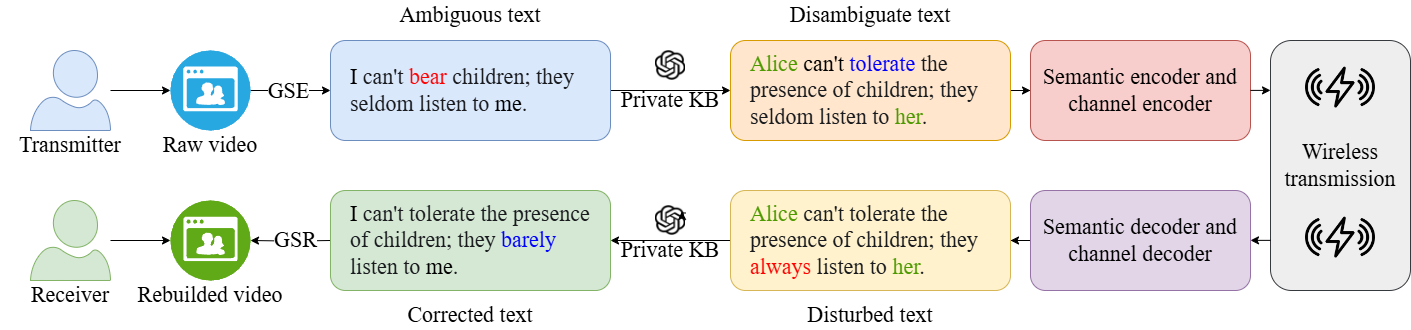 Ambiguous text
Disambiguate text
Transmitter
Raw video
GSE
I can't bear children; they
seldom listen to me.
Private KB
Alice can't tolerate the
presence of children; they
seldom listen to her.
Semantic encoder and
channel encoder
Wireless
transmission
Receiver
Rebuilded video
GSR
I can't tolerate the presence
of children; they barely
listen to me.
Private KB
Alice can't tolerate the
presence of children; they
always listen to her.
Semantic decoder and
channel decoder
Corrected text
Disturbed text